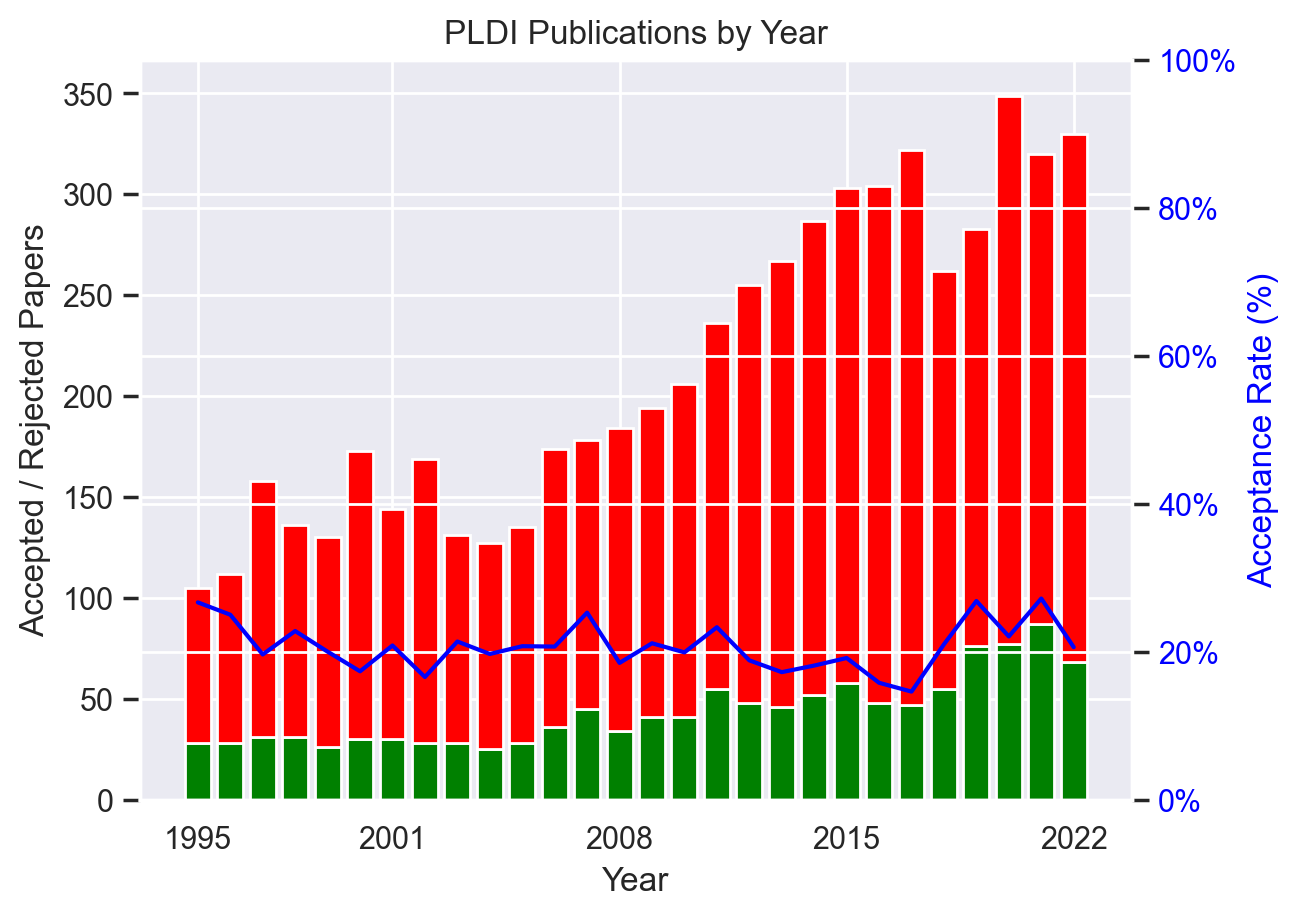 PLDI Publications by Year
Accepted / Rejected Papers
350
300
250
200
150
100
50
0
100%
80%
60%
40%
20%
0%
Acceptance Rate (%)
1995 2001 2008 2015 2022
Year